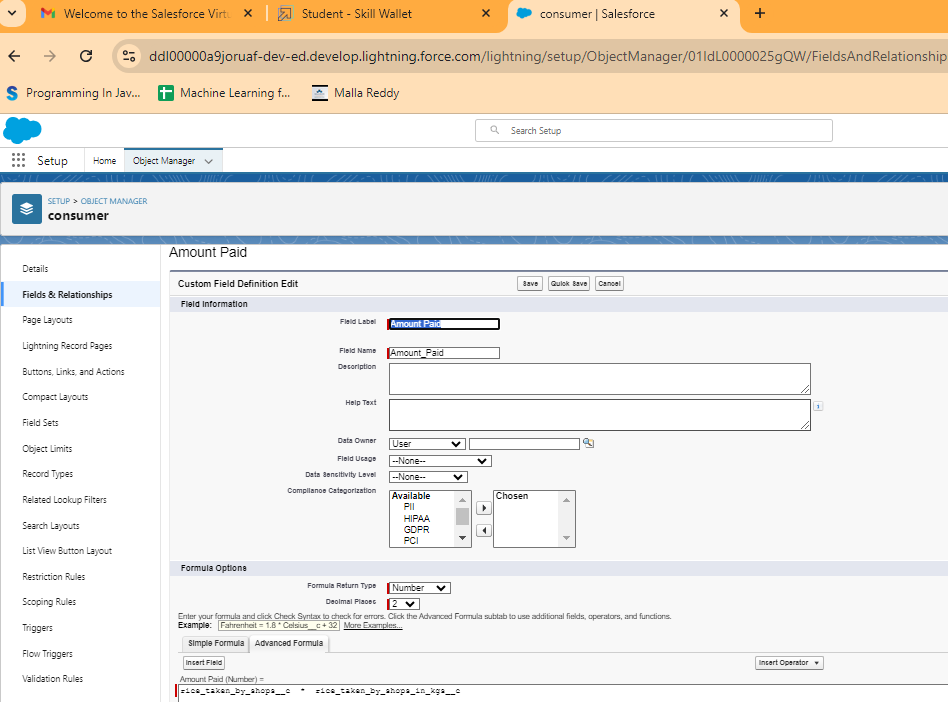 Welcome to the Salesforce Virtu
Student - Skill Wallet
consumer | Salesforce
ddl00000a9joruaf-dev-ed.develop.lightning.force.com/lightning/setup/ObjectManager/01IdL0000025gQW/FieldsAndRelationship
Programming In Jav...
Machine Learning f...
Malla Reddy
Search Setup
Setup
Home
Object Manager
SETUP > OBJECT MANAGER
consumer
Details
Fields & Relationships
Page Layouts
Lightning Record Pages
Buttons, Links, and Actions
Compact Layouts
Field Sets
Object Limits
Record Types
Related Lookup Filters
Search Layouts
List View Button Layout
Restriction Rules
Scoping Rules
Triggers
Flow Triggers
Validation Rules
Amount Paid
Custom Field Definition Edit
Save
Quick Save
Cancel
Field Information
Field Label
Amount Paid
Field Name
Amount_Paid
Description
Help Text
i
Data Owner
User
Field Usage
--None--
Data Sensitivity Level
--None--
Compliance Categorization
Available
PII
HIPAA
GDPR
PCI
Chosen
Formula Options
Formula Return Type
Number
Decimal Places
2
Enter your formula and click Check Syntax to check for errors. Click the Advanced Formula subtab to use additional fields, operators, and functions.
Example: Fahrenheit = 1.8 * Celsius__c + 32 More Examples...
Simple Formula
Advanced Formula
Insert Field
Insert Operator
Amount Paid (Number) =
rice_taken_by_shops__c * rice_taken_by_shops_in_kgs__c